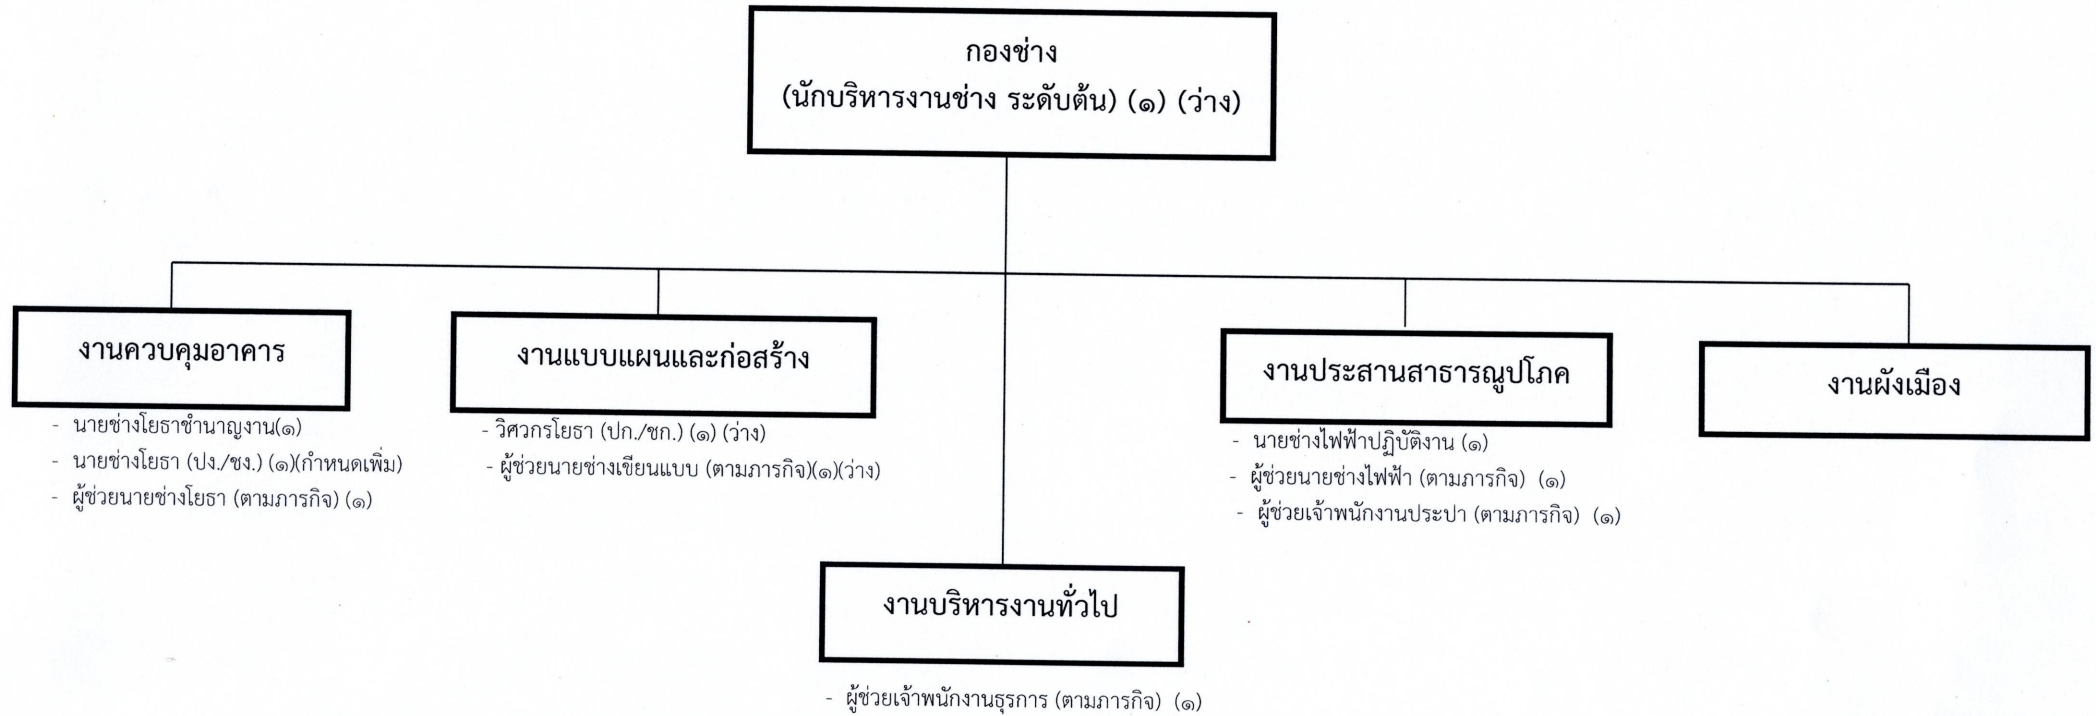 กองช่าง
(นักบริหารงานช่าง ระดับต้น) (๑) (ว่าง)
งานควบคุมอาคาร
- นายช่างโยธาชำนาญงาน(๑)
- นายช่างโยธา (ปง./ชง.) (๑)(กำหนดเพิ่ม)
- ผู้ช่วยนายช่างโยธา (ตามภารกิจ) (๑)
งานแบบแผนและก่อสร้าง
- วิศวกรโยธา (ปก./ชก.) (๑) (ว่าง)
- ผู้ช่วยนายช่างเขียนแบบ (ตามภารกิจ)(๑)(ว่าง)
งานประสานสาธารณูปโภค
- นายช่างไฟฟ้าปฏิบัติงาน (๑)
- ผู้ช่วยนายช่างไฟฟ้า (ตามภารกิจ) (๑)
- ผู้ช่วยเจ้าพนักงานประปา (ตามภารกิจ) (๑)
งานผังเมือง
งานบริหารงานทั่วไป
- ผู้ช่วยเจ้าพนักงานธุรการ (ตามภารกิจ) (๑)